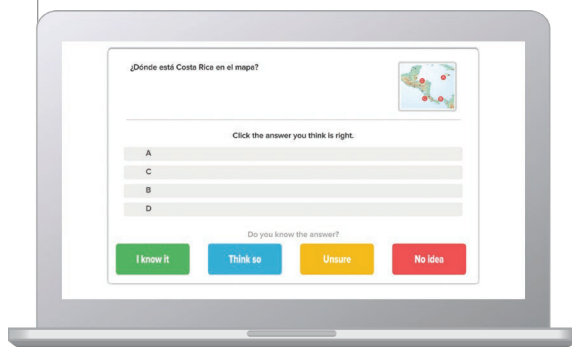 ¿Dónde está Costa Rica en el mapa?
Click the answer you think is right.
A
C
B
D
Do you know the answer?
I know it
Think so
Unsure
No idea